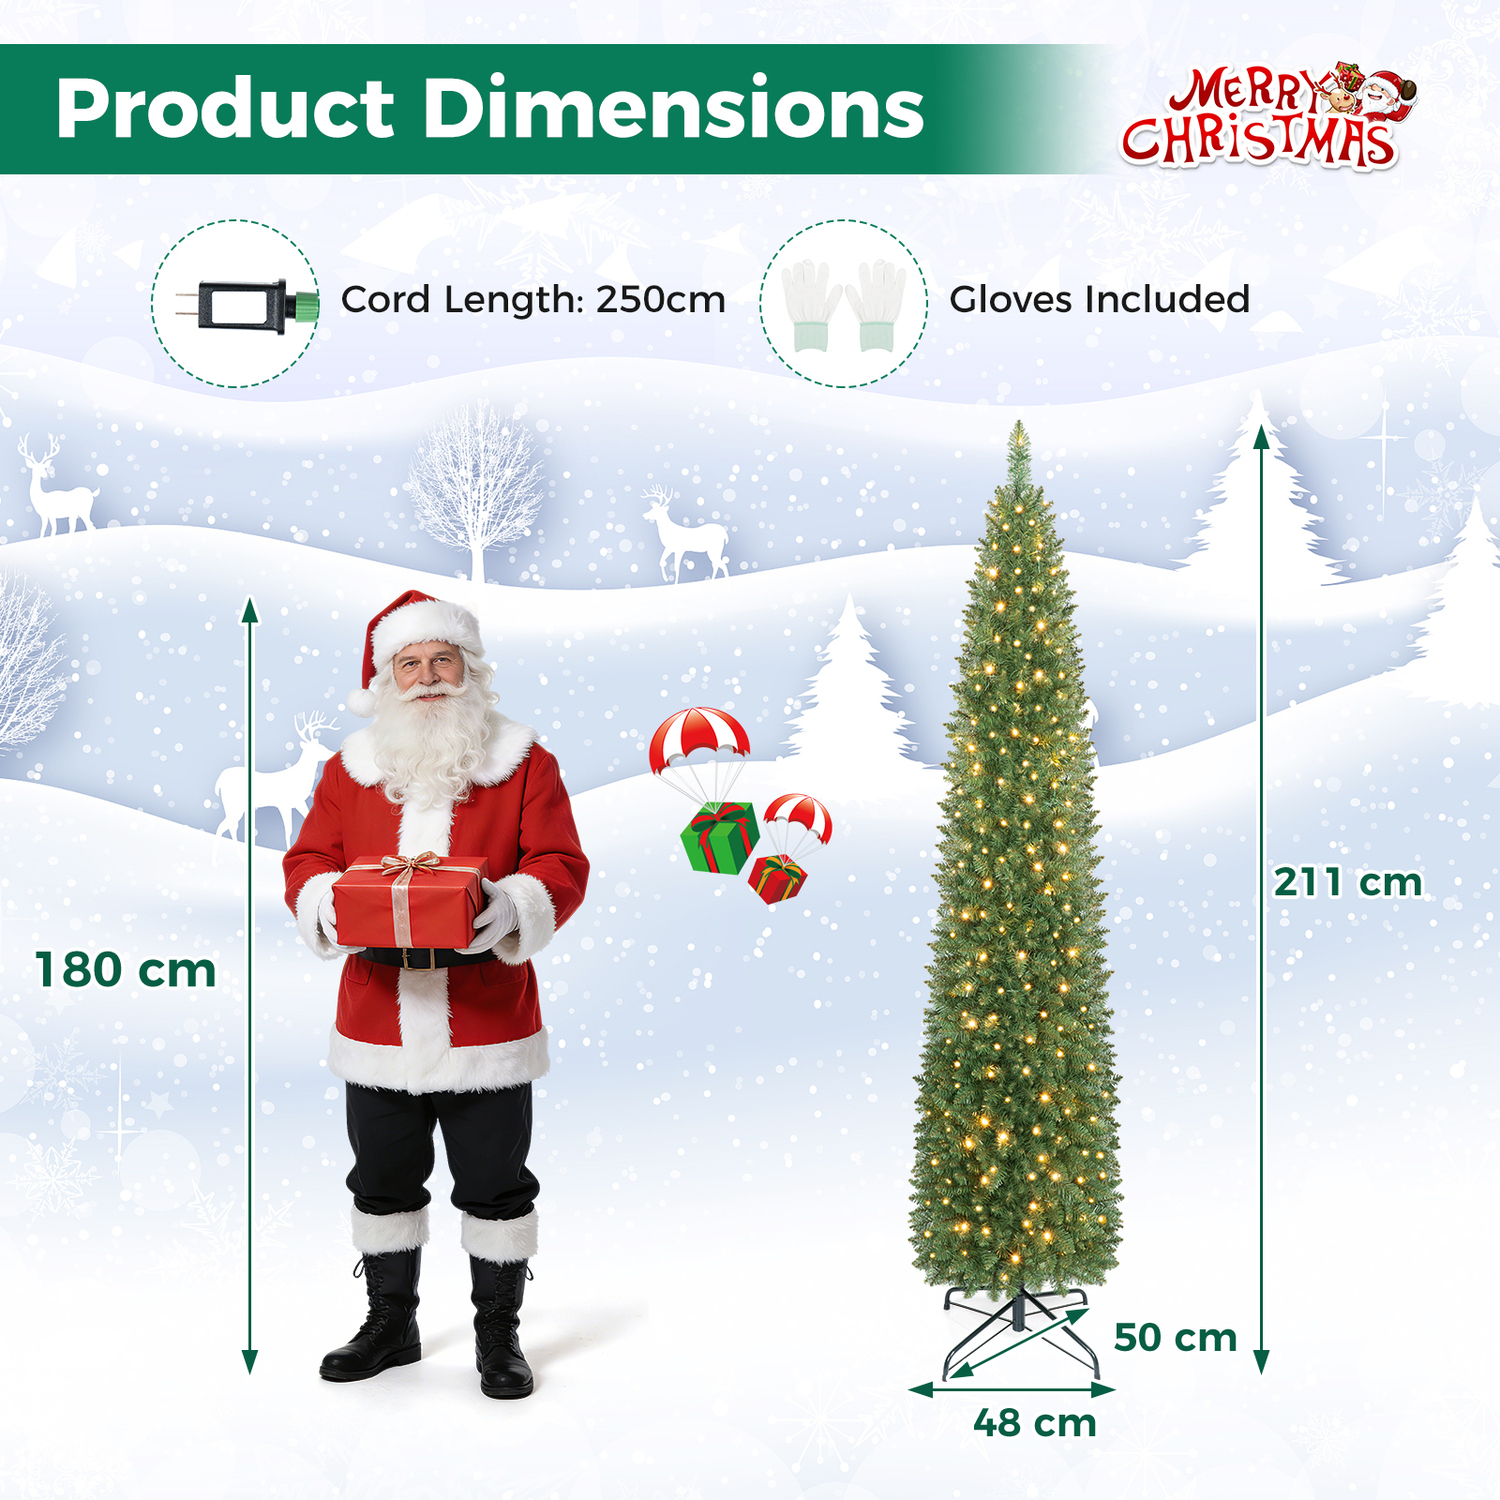 Product Dimensions
MERRY
CHRiSTMAS
Cord Length: 250cm
Gloves Included
180 cm
211 cm
50 cm
48 cm